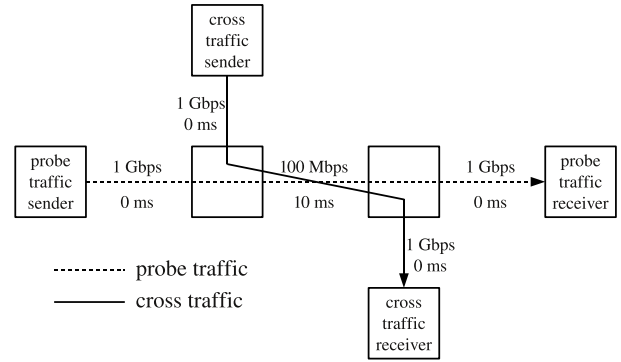 cross
traffic
sender
1 Gbps
0 ms
probe
traffic
sender
1 Gbps
0 ms
100 Mbps
10 ms
1 Gbps
0 ms
probe
traffic
receiver
1 Gbps
0 ms
probe traffic
cross traffic
cross
traffic
receiver